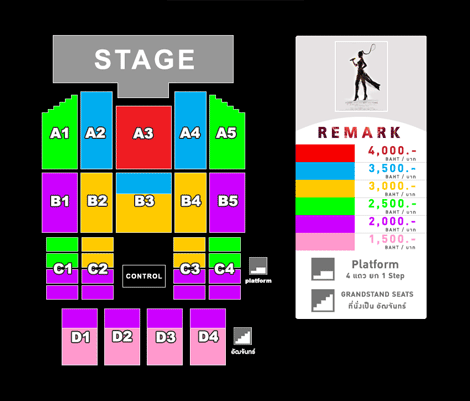 STAGE
A1 A2 A3 A4 A5
B1 B2 B3 B4 B5
C1 C2 CONTROL C3 C4
platform
D1 D2 D3 D4
อัฒจันทร์
REMARK
4,000.-
BAHT / บาท
3,500.-
BAHT / บาท
3,000.-
BAHT / บาท
2,500.-
BAHT / บาท
2,000.-
BAHT / บาท
1,500.-
BAHT / บาท
Platform
4 แถว ยก 1 Step
GRANDSTAND SEATS
ที่นั่งเป็น อัฒจันทร์